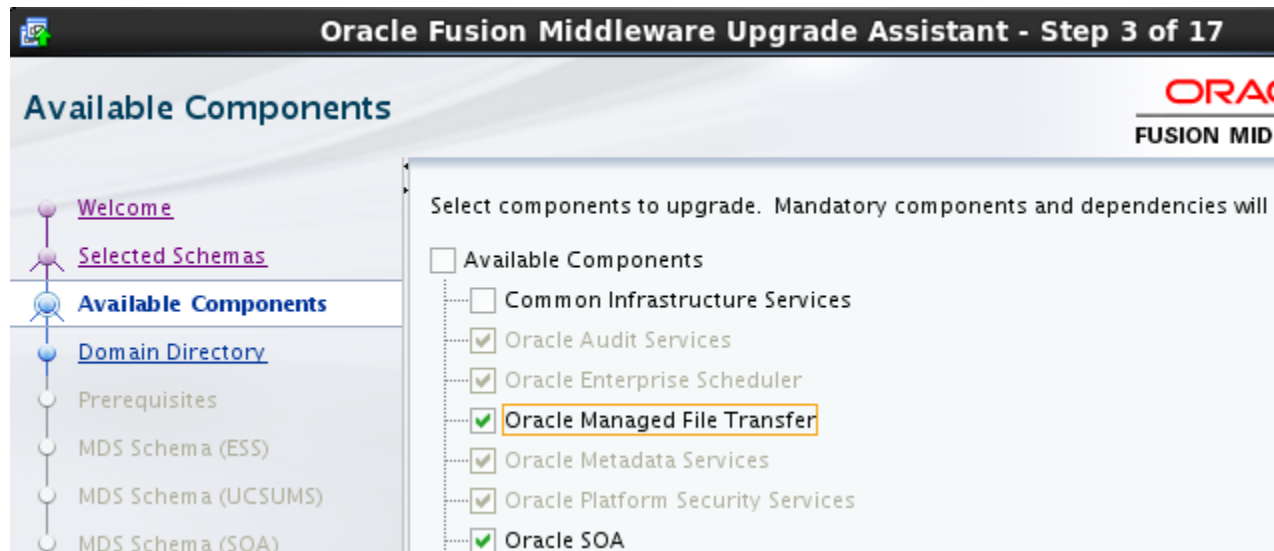 Oracle Fusion Middleware Upgrade Assistant - Step 3 of 17
Available Components
FUSION MID
Welcome
Selected Schemas
Available Components
Domain Directory
Prerequisites
MDS Schema (ESS)
MDS Schema (UCSUMS)
MDS Schema (SOA)
Select components to upgrade. Mandatory components and dependencies will
Available Components
Common Infrastructure Services
Oracle Audit Services
Oracle Enterprise Scheduler
Oracle Managed File Transfer
Oracle Metadata Services
Oracle Platform Security Services
Oracle SOA